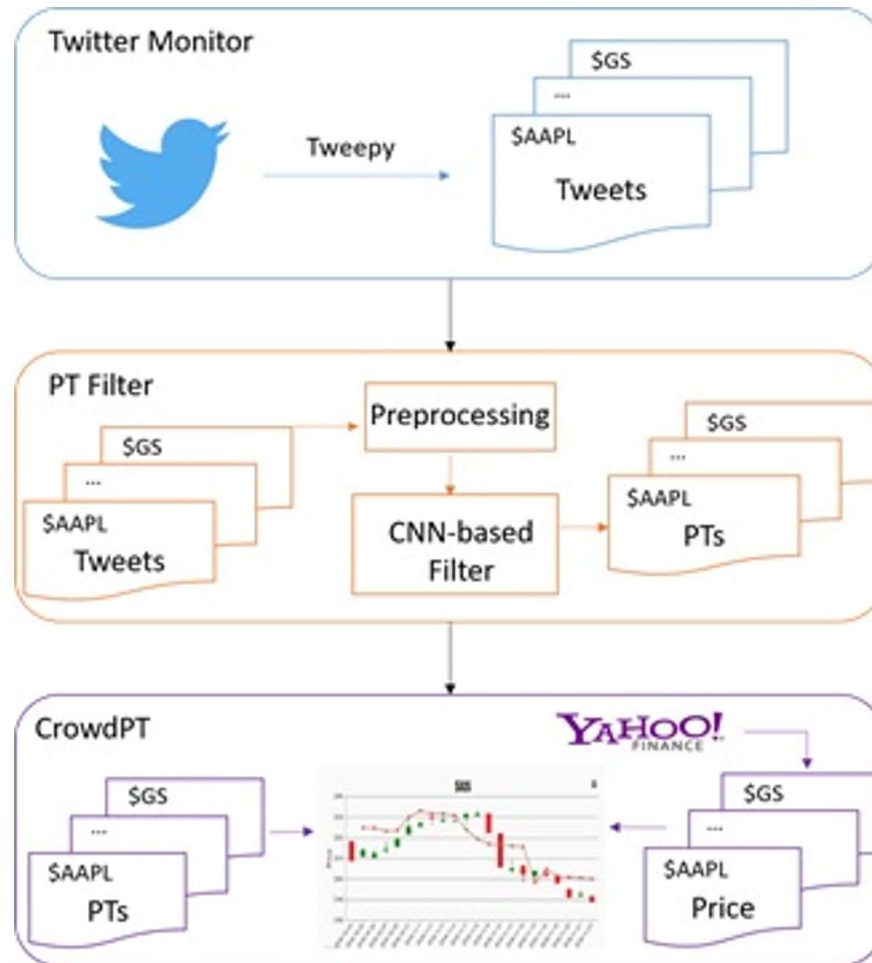 Twitter Monitor
$GS
...
$AAPL
Tweepy
Tweets
PT Filter
Preprocessing
$GS
...
$AAPL
Tweets
CNN-based
Filter
$GS
...
$AAPL
PTs
CrowdPT
YAHOO!
FINANCE
$GS
...
$AAPL
PTs
$GS
...
$AAPL
Price